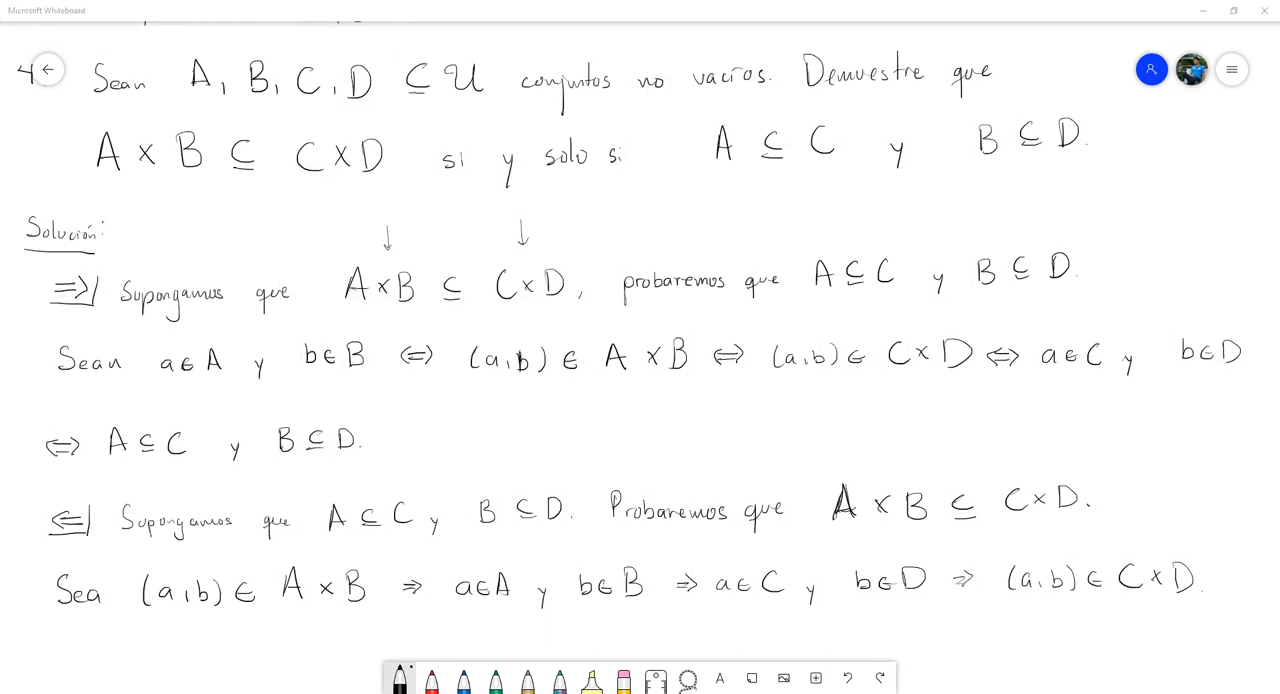 Microsoft Whiteboard
4. Sean A, B, C, D ⊆ U conjuntos no vacíos. Demuestre que
A × B ⊆ C × D si y solo si A ⊆ C y B ⊆ D.
Solución:
↓ ↓
⇒| Supongamos que A × B ⊆ C × D, probaremos que A ⊆ C y B ⊆ D.
Sean a ∈ A y b ∈ B ⇔ (a,b) ∈ A × B ⇔ (a,b) ∈ C × D ⇔ a ∈ C y b ∈ D
⇔ A ⊆ C y B ⊆ D.
⇐| Supongamos que A ⊆ C y B ⊆ D. Probaremos que A × B ⊆ C × D.
Sea (a,b) ∈ A × B ⇒ a ∈ A y b ∈ B ⇒ a ∈ C y b ∈ D ⇒ (a,b) ∈ C × D.
A